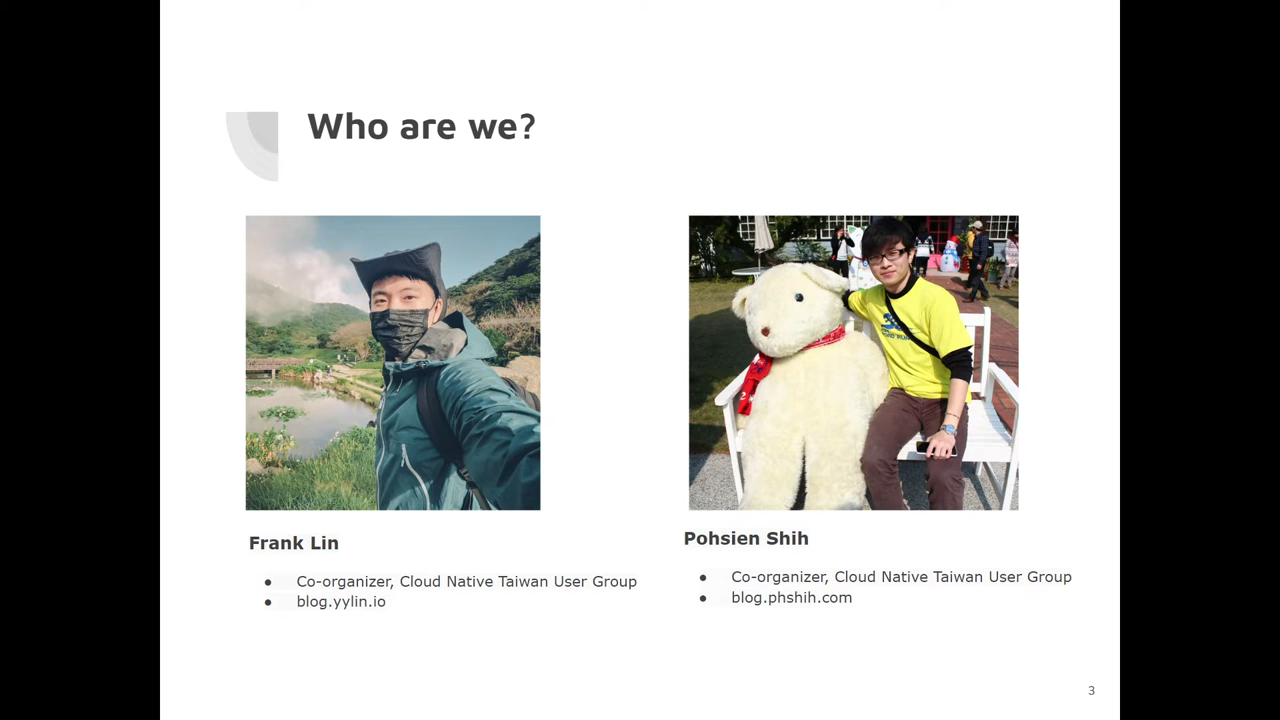 Who are we?
Frank Lin
● Co-organizer, Cloud Native Taiwan User Group
● blog.yylin.io
Pohsien Shih
● Co-organizer, Cloud Native Taiwan User Group
● blog.phshih.com
3